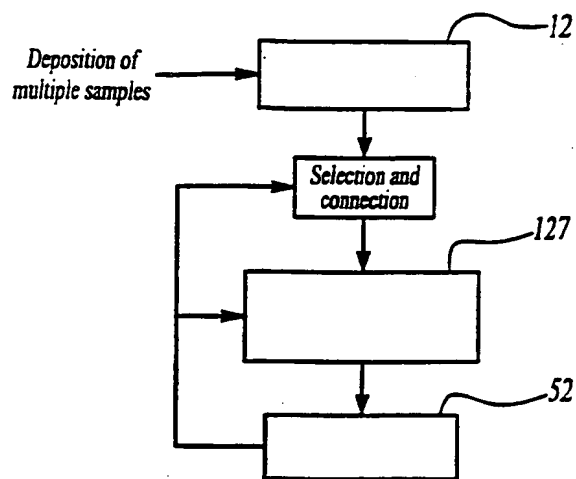 12
Deposition of
multiple samples
Selection and
connection
127
52